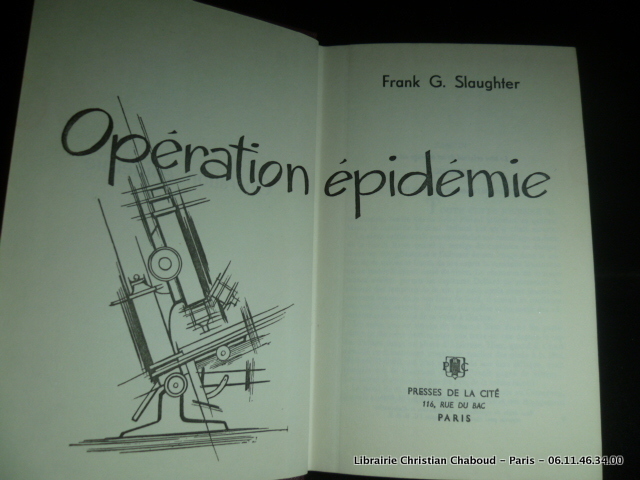 Frank G. Slaughter
Opération épidémie
PRESSES DE LA CITÉ
116, RUE DU BAC
PARIS
Librairie Christian Chaboud - Paris - 06.11.46.34.00